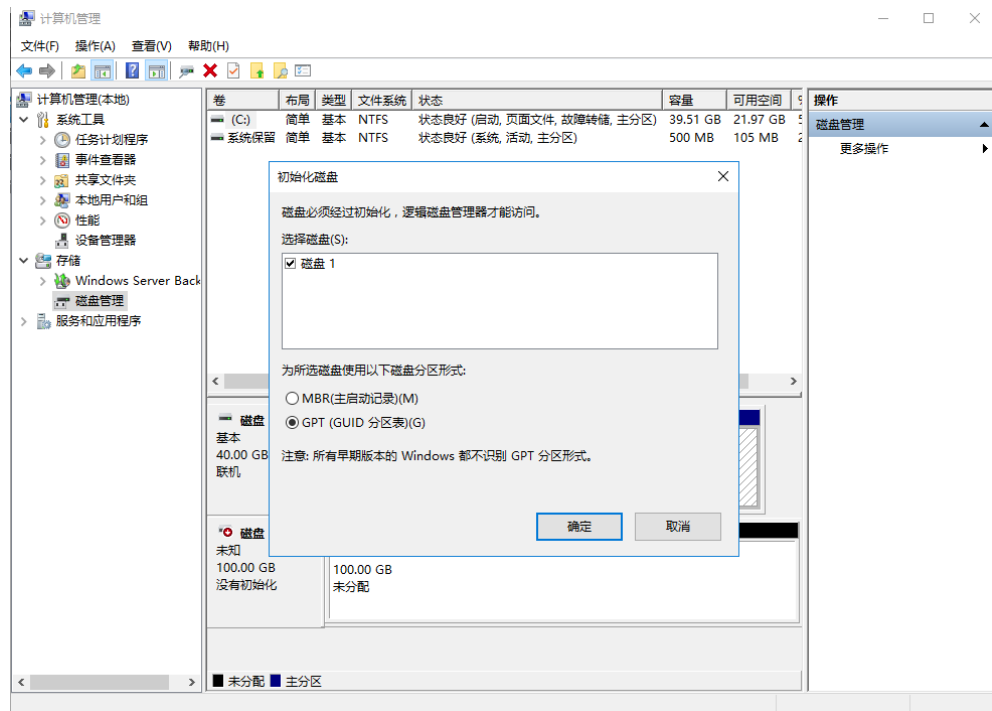 计算机管理
文件(F) 操作(A) 查看(V) 帮助(H)
计算机管理(本地)
系统工具
任务计划程序
事件查看器
共享文件夹
本地用户和组
性能
设备管理器
存储
Windows Server Back
磁盘管理
服务和应用程序
卷 布局 类型 文件系统 状态 容量 可用空间
(C:) 简单 基本 NTFS 状态良好 (启动, 页面文件, 故障转储, 主分区) 39.51 GB 21.97 GB
系统保留 简单 基本 NTFS 状态良好 (系统, 活动, 主分区) 500 MB 105 MB
初始化磁盘
磁盘必须经过初始化，逻辑磁盘管理器才能访问。
选择磁盘(S):
磁盘 1
为所选磁盘使用以下磁盘分区形式:
MBR(主启动记录)(M)
GPT (GUID 分区表)(G)
注意: 所有早期版本的 Windows 都不识别 GPT 分区形式。
确定 取消
磁盘
基本
40.00 GB
联机
磁盘
未知
100.00 GB
没有初始化
100.00 GB
未分配
未分配 主分区
操作
磁盘管理
更多操作